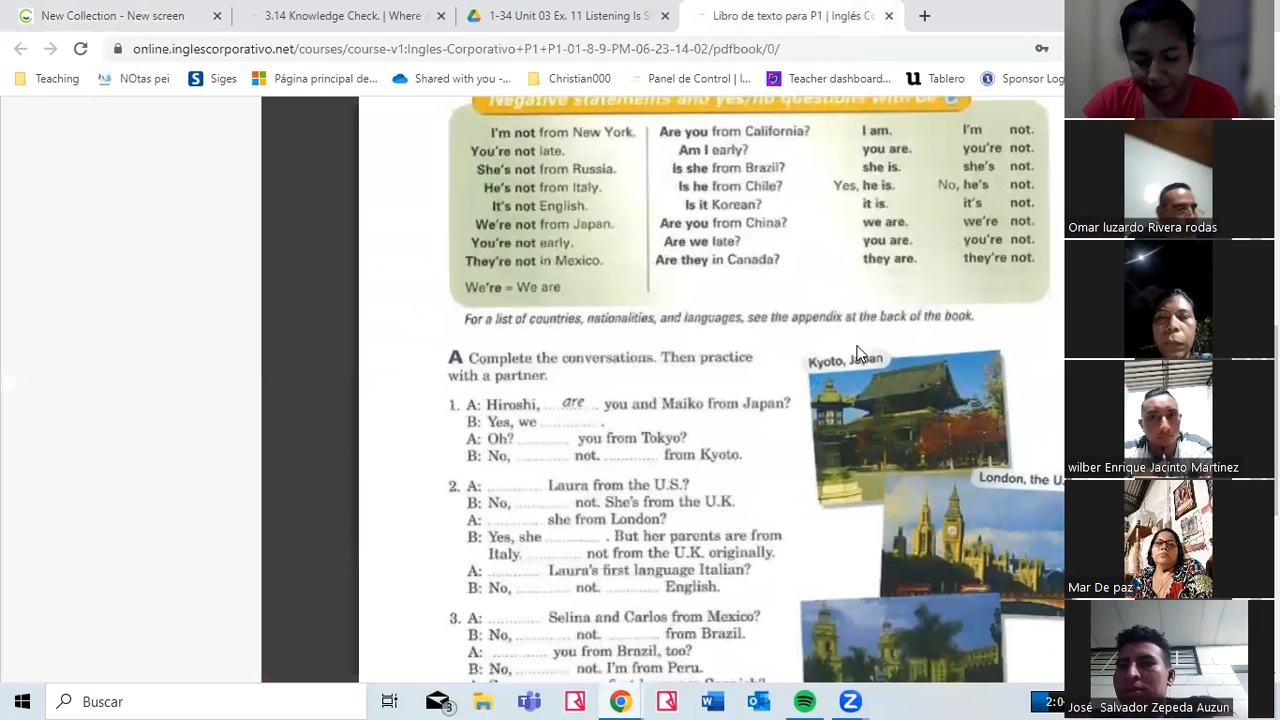 New Collection - New screen
3.14 Knowledge Check. | Where A
1-34 Unit 03 Ex. 11 Listening Is S
Libro de texto para P1 | Inglés Co
online.inglescorporativo.net/courses/course-v1:Ingles-Corporativo+P1+P1-01-8-9-PM-06-23-14-02/pdfbook/0/
Teaching
NOtas pei
Siges
Página principal de...
Shared with you -...
Christian000
Panel de Control | I...
Teacher dashboard...
Tablero
Sponsor Log
Negative statements and yes/no questions with be
I'm not from New York.
You're not late.
She's not from Russia.
He's not from Italy.
It's not English.
We're not from Japan.
You're not early.
They're not in Mexico.
We're = We are
Are you from California?
Am I early?
Is she from Brazil?
Is he from Chile?
Is it Korean?
Are you from China?
Are we late?
Are they in Canada?
I am.
you are.
she is.
Yes, he is.
it is.
we are.
you are.
they are.
I'm not.
you're not.
she's not.
No, he's not.
it's not.
we're not.
you're not.
they're not.
For a list of countries, nationalities, and languages, see the appendix at the back of the book.
A Complete the conversations. Then practice
with a partner.
1. A: Hiroshi, are you and Maiko from Japan?
B: Yes, we ............ .
A: Oh? ............ you from Tokyo?
B: No, ............ not. ............ from Kyoto.
2. A: ............ Laura from the U.S.?
B: No, ............ not. She's from the U.K.
A: ............ she from London?
B: Yes, she ............ . But her parents are from
Italy. ............ not from the U.K. originally.
A: ............ Laura's first language Italian?
B: No, ............ not. ............ English.
3. A: ............ Selina and Carlos from Mexico?
B: No, ............ not. ............ from Brazil.
A: ............ you from Brazil, too?
B: No, ............ not. I'm from Peru.
Kyoto, Japan
London, the U.
Omar luzardo Rivera rodas
wilber Enrique Jacinto Martinez
Mar De paz
José Salvador Zepeda Auzun
Buscar
3
2:0